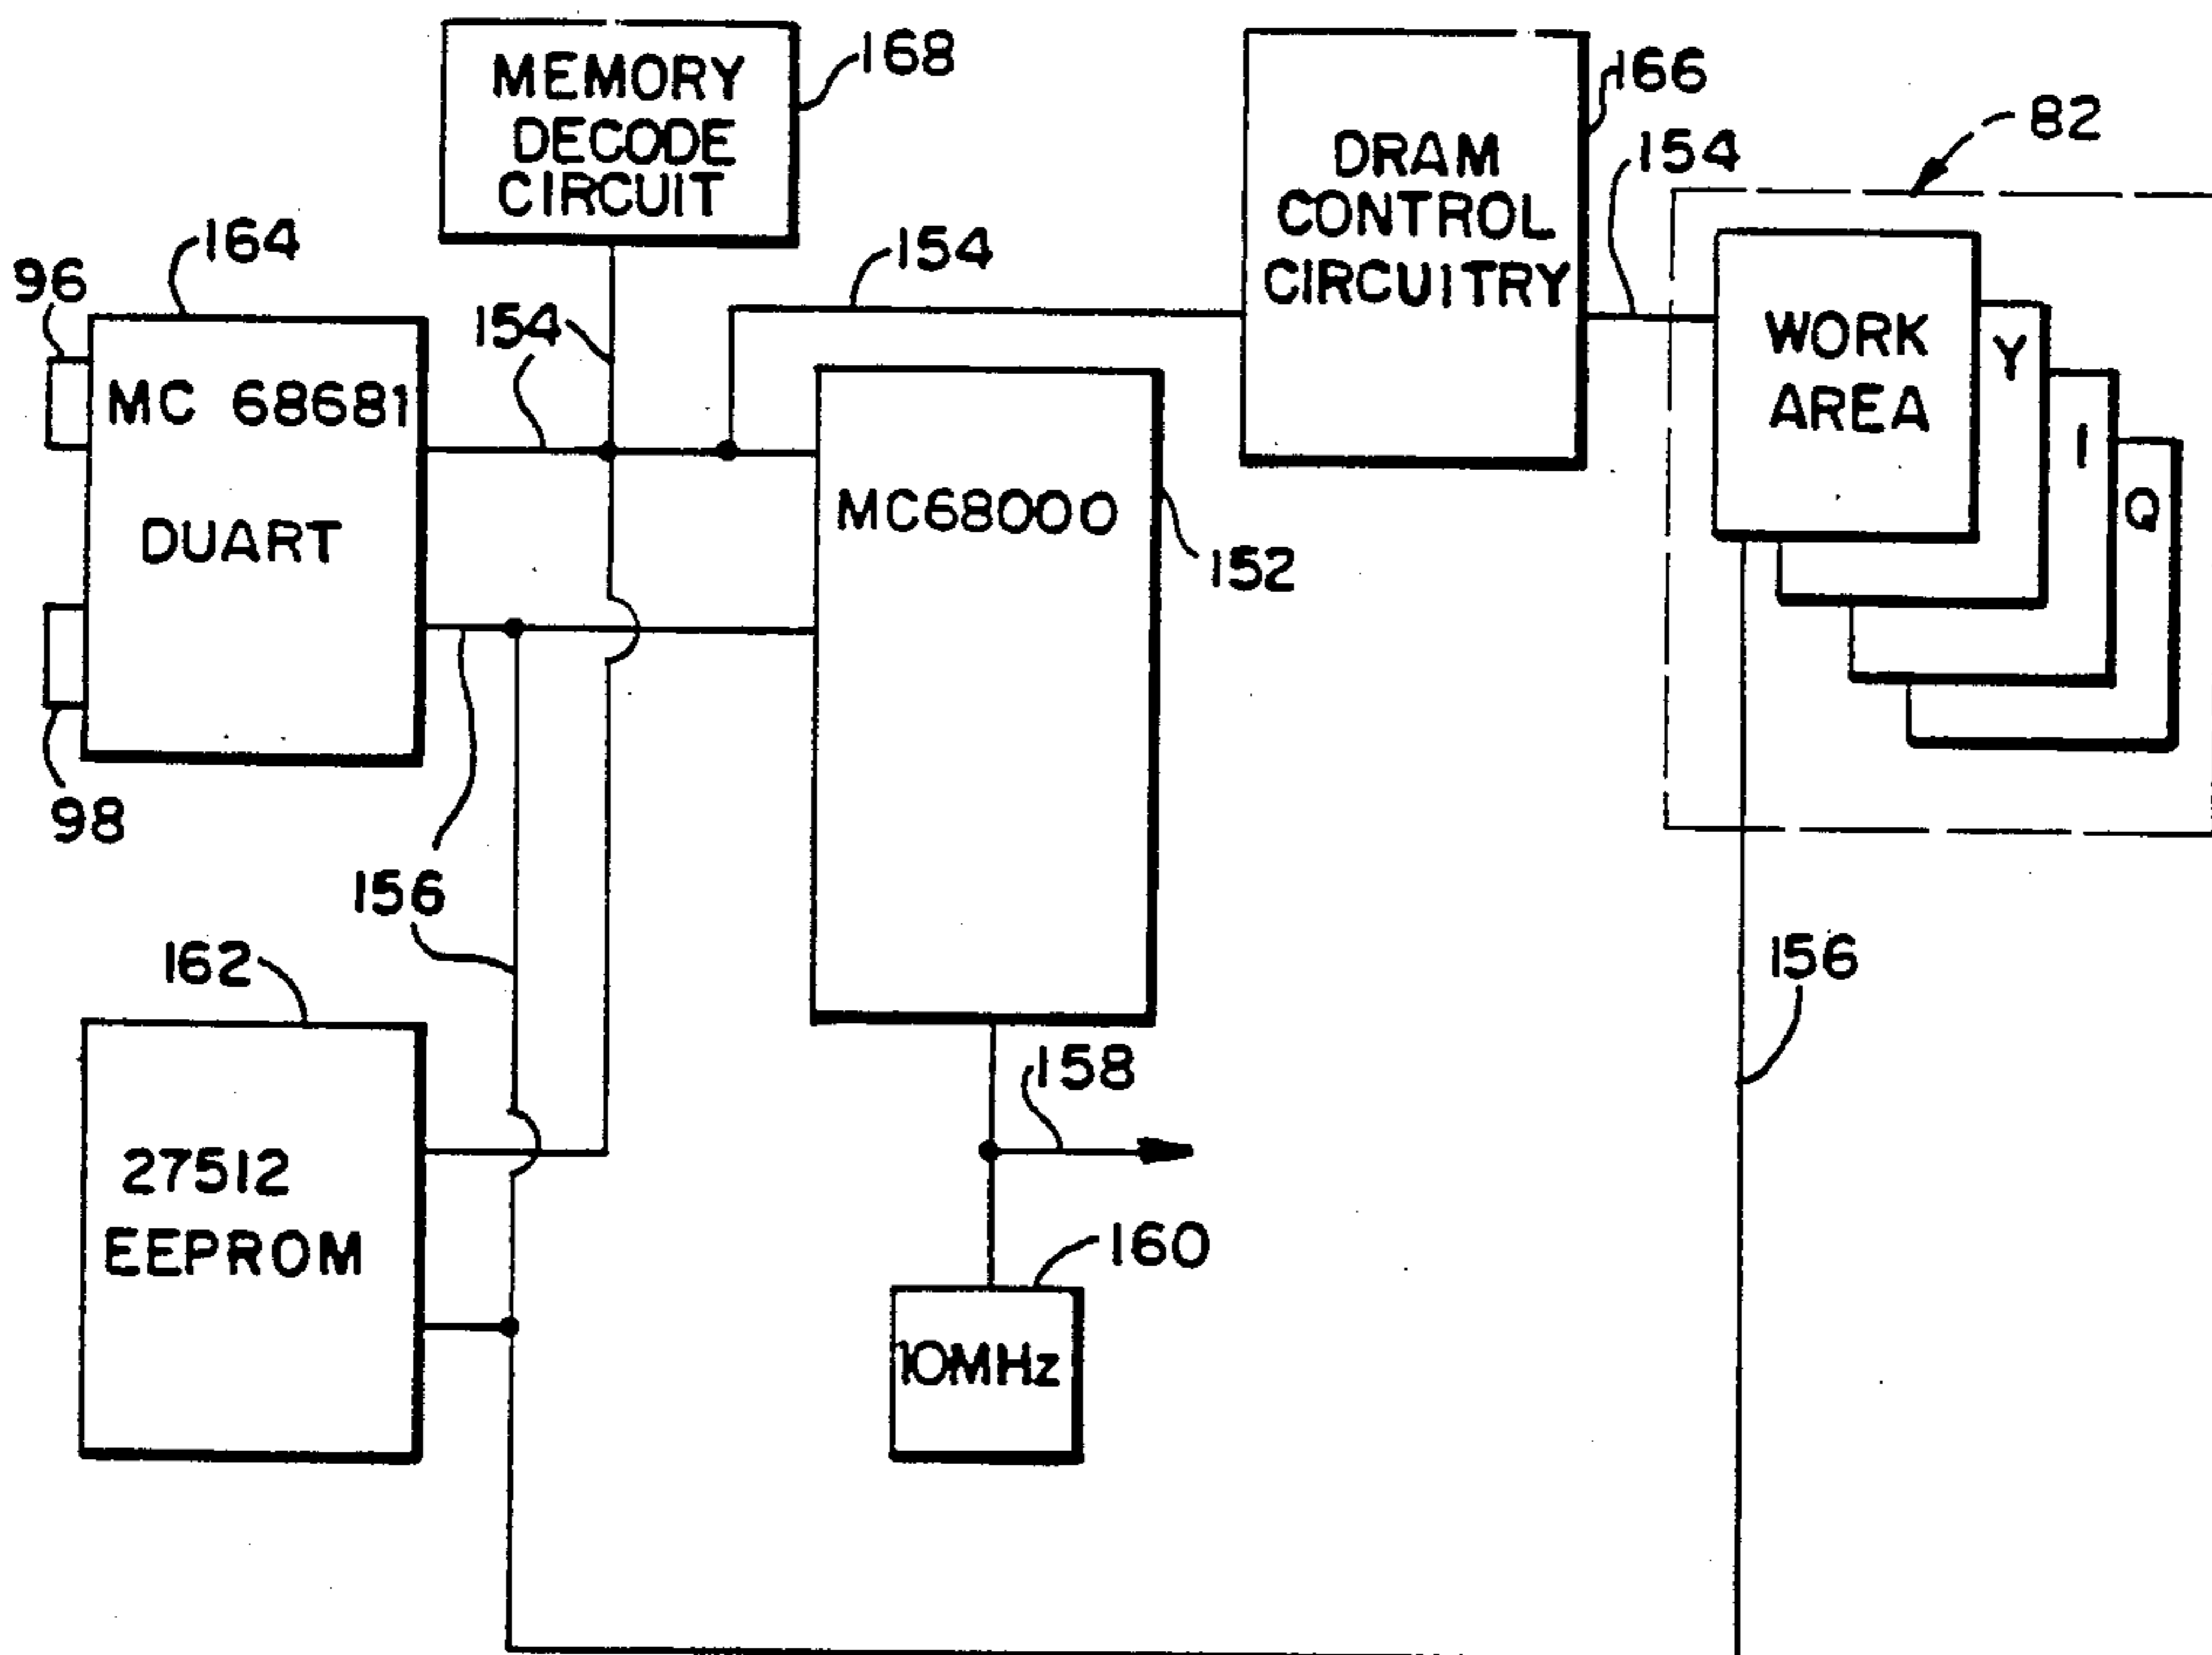 MEMORY
DECODE
CIRCUIT
168
DRAM
CONTROL
CIRCUITRY
166
154
82
WORK
AREA
Y
I
Q
164
96
MC 68681
DUART
98
154
154
MC68000
152
156
162
27512
EEPROM
158
160
10MHz
156